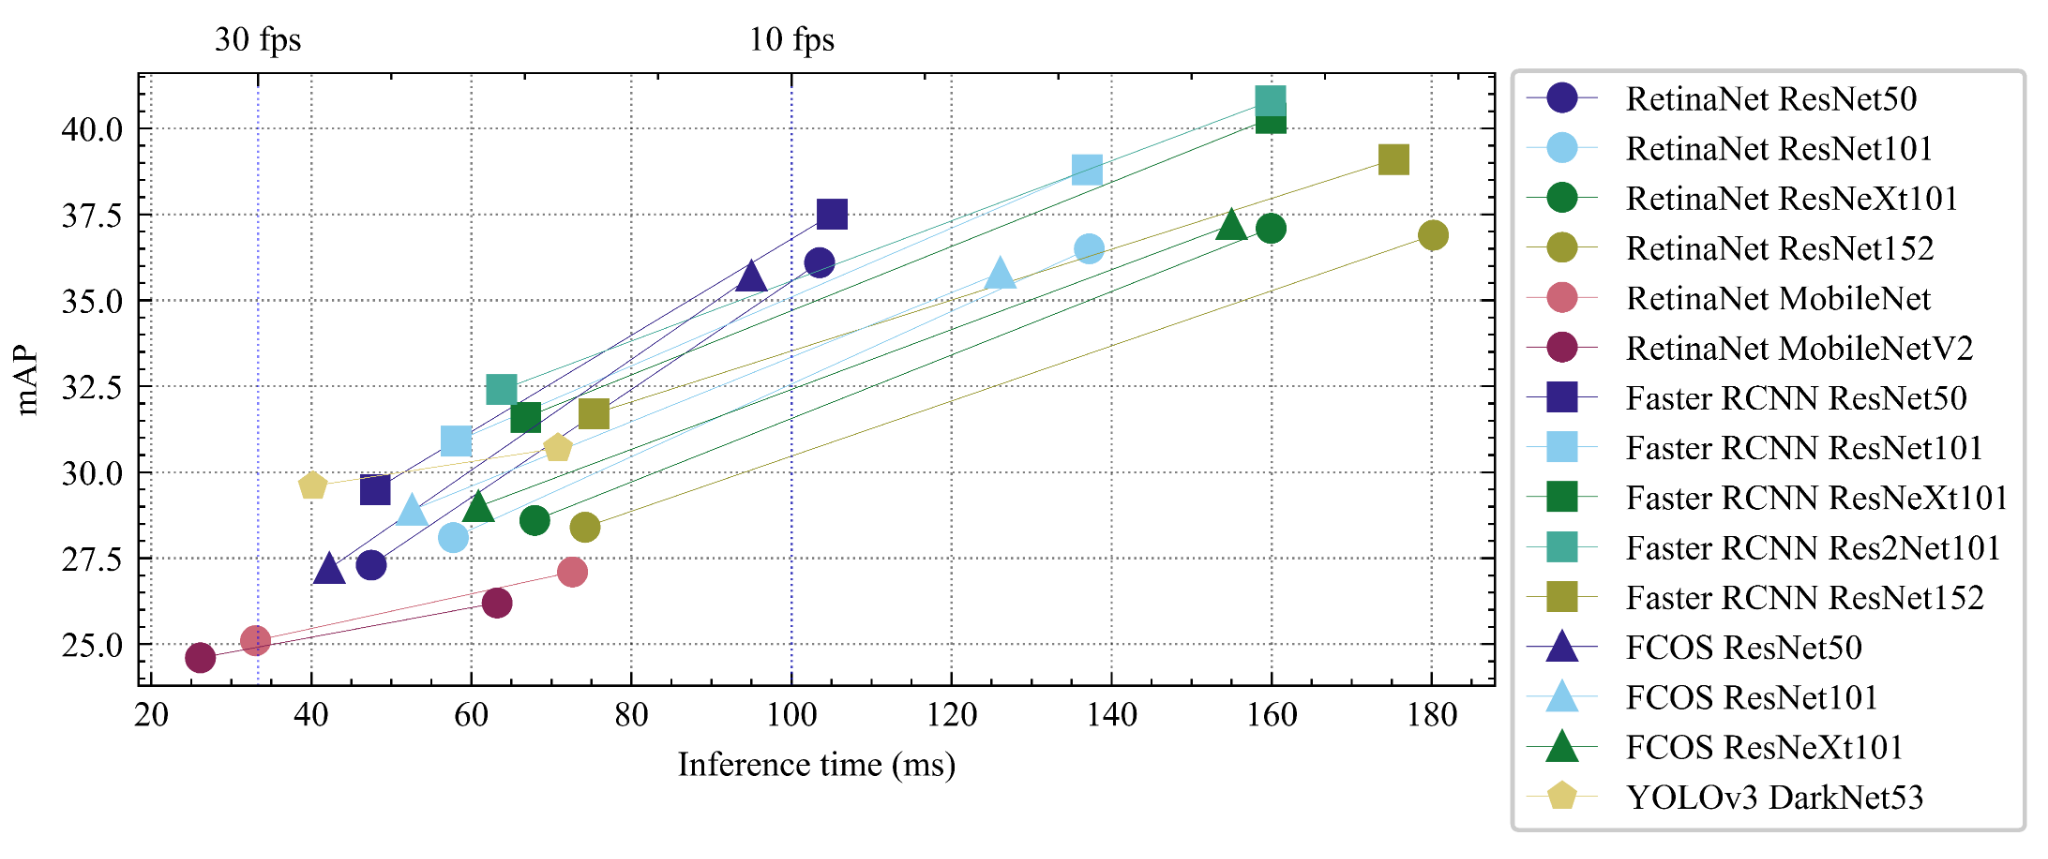 30 fps 10 fps
40.0
37.5
35.0
32.5
30.0
27.5
25.0
mAP
20 40 60 80 100 120 140 160 180
Inference time (ms)
RetinaNet ResNet50
RetinaNet ResNet101
RetinaNet ResNeXt101
RetinaNet ResNet152
RetinaNet MobileNet
RetinaNet MobileNetV2
Faster RCNN ResNet50
Faster RCNN ResNet101
Faster RCNN ResNeXt101
Faster RCNN Res2Net101
Faster RCNN ResNet152
FCOS ResNet50
FCOS ResNet101
FCOS ResNeXt101
YOLOv3 DarkNet53